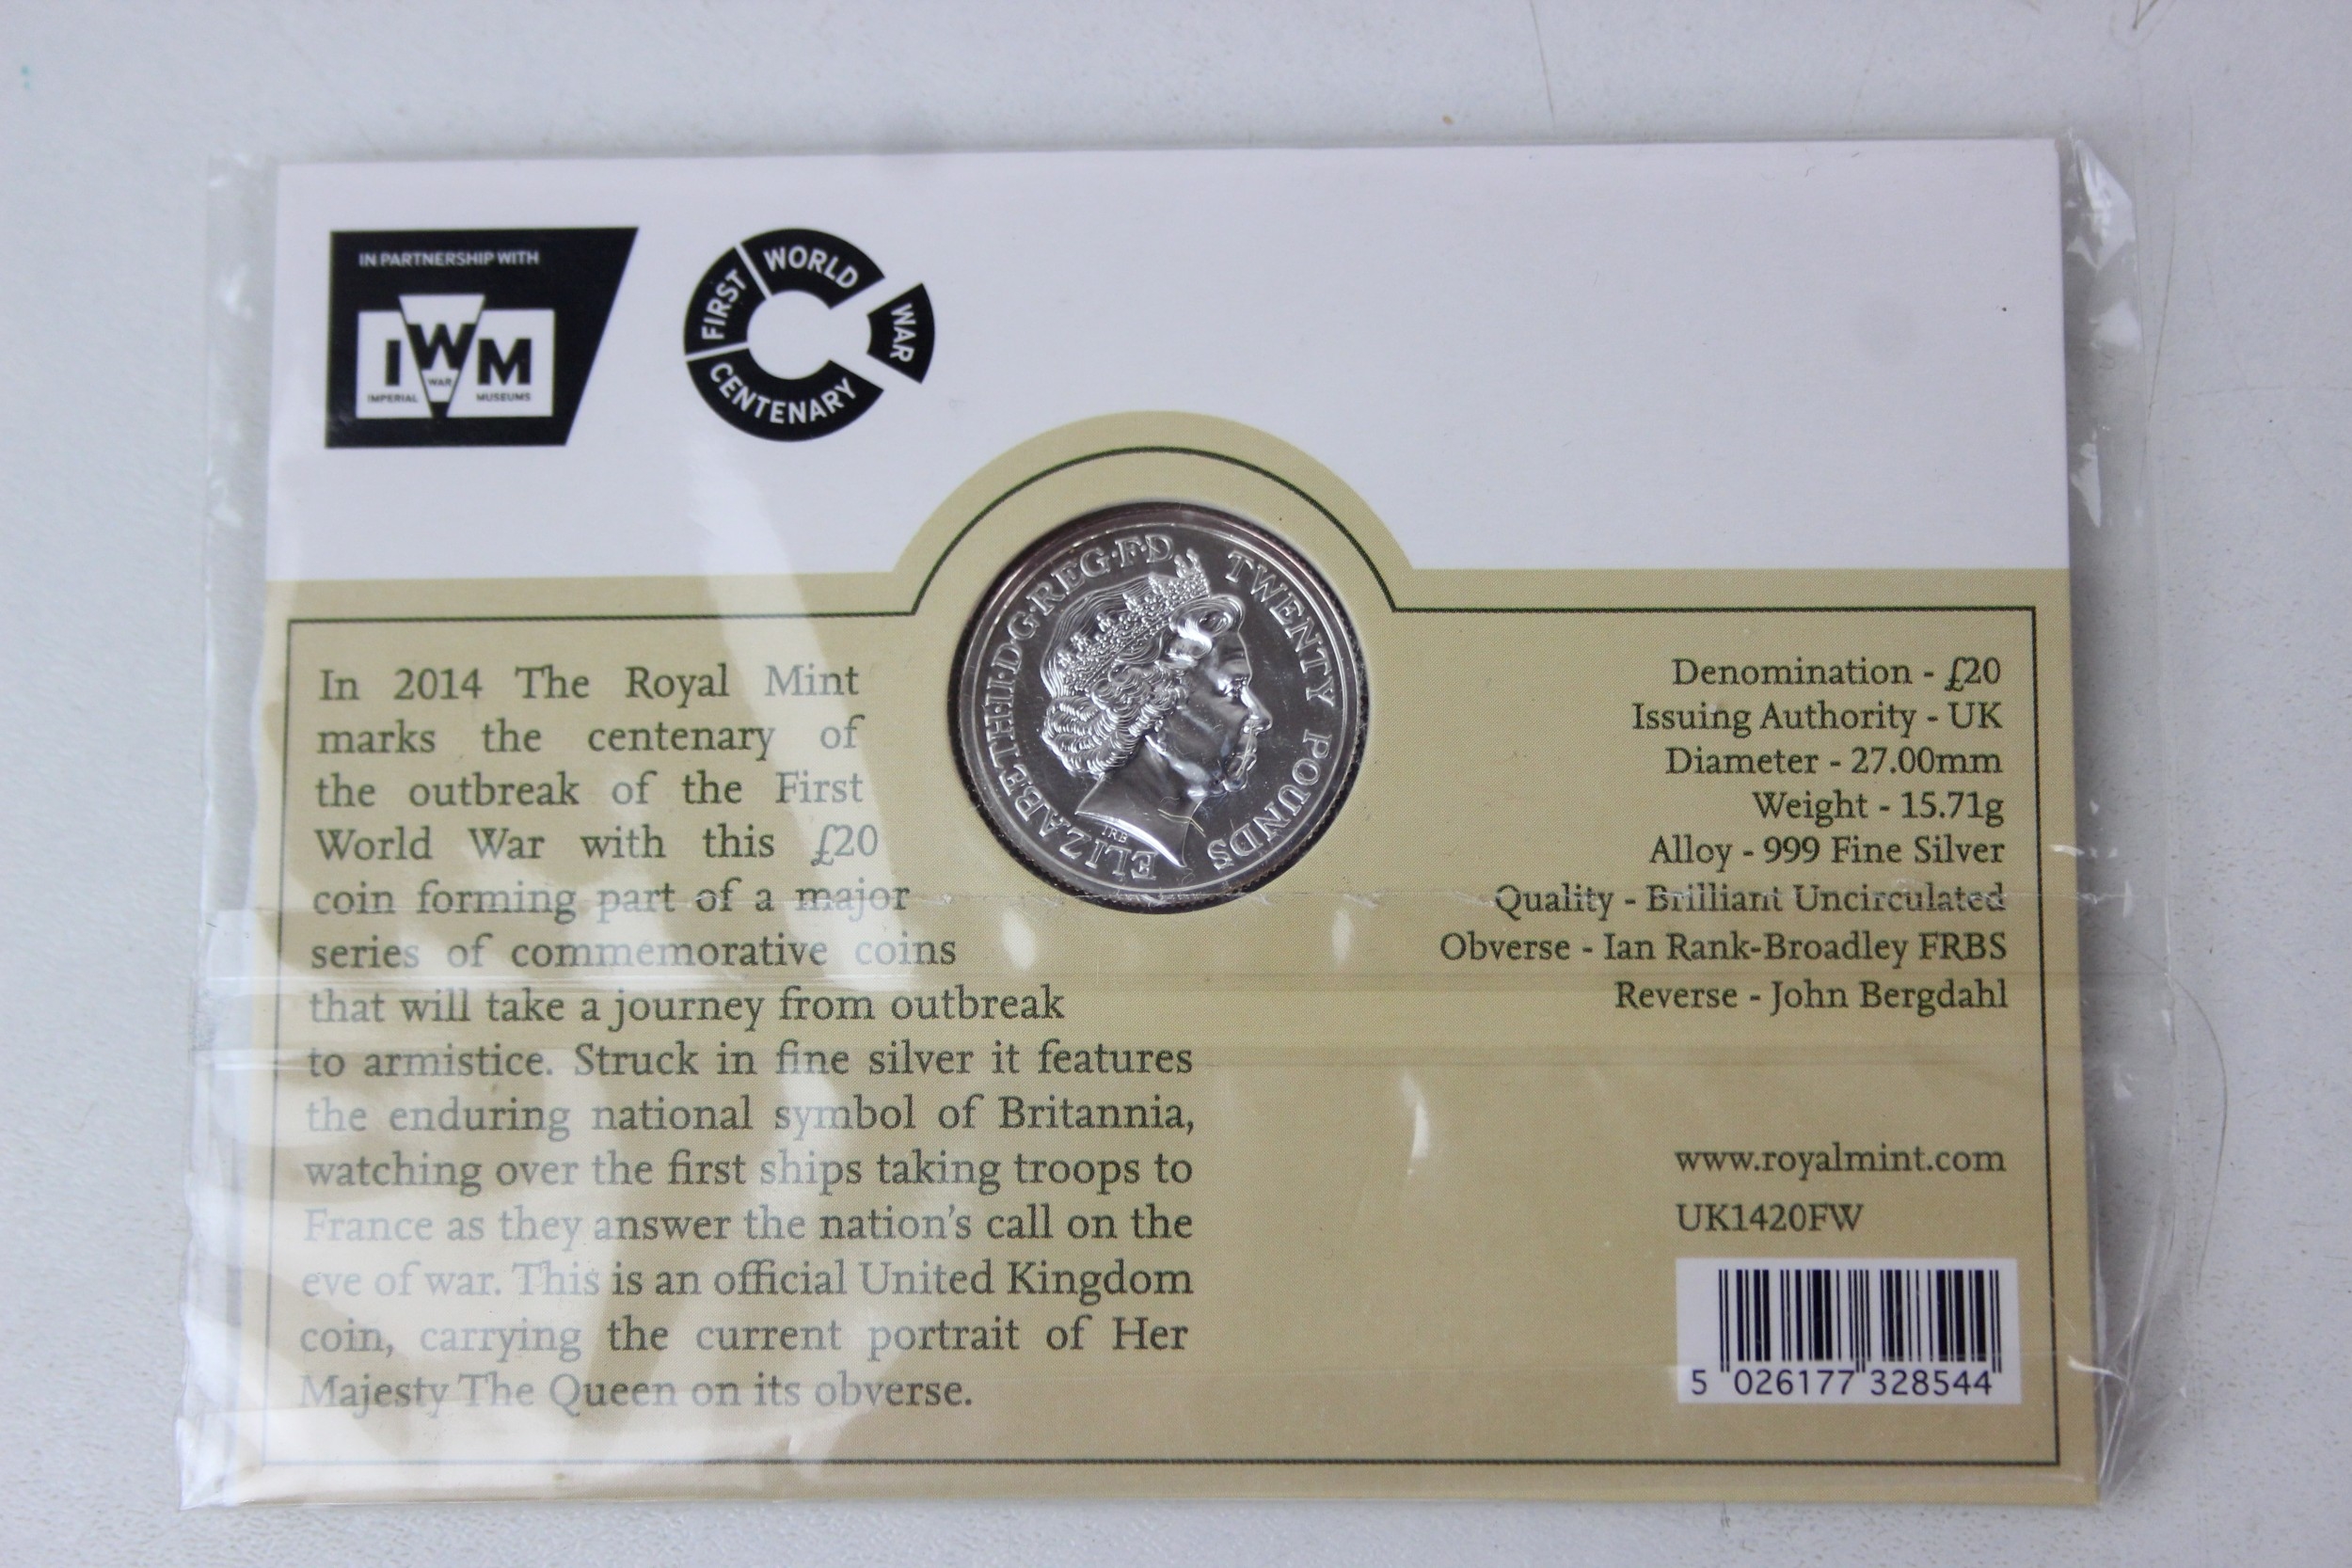 IN PARTNERSHIP WITH
IWM
IMPERIAL WAR MUSEUMS
FIRST WORLD WAR CENTENARY
ELIZABETH·II·D·G·REG·F·D TWENTY POUNDS
IRB
In 2014 The Royal Mint
marks the centenary of
the outbreak of the First
World War with this £20
coin forming part of a major
series of commemorative coins
that will take a journey from outbreak
to armistice. Struck in fine silver it features
the enduring national symbol of Britannia,
watching over the first ships taking troops to
France as they answer the nation's call on the
eve of war. This is an official United Kingdom
coin, carrying the current portrait of Her
Majesty The Queen on its obverse.
Denomination - £20
Issuing Authority - UK
Diameter - 27.00mm
Weight - 15.71g
Alloy - 999 Fine Silver
Quality - Brilliant Uncirculated
Obverse - Ian Rank-Broadley FRBS
Reverse - John Bergdahl
www.royalmint.com
UK1420FW
5 026177 328544